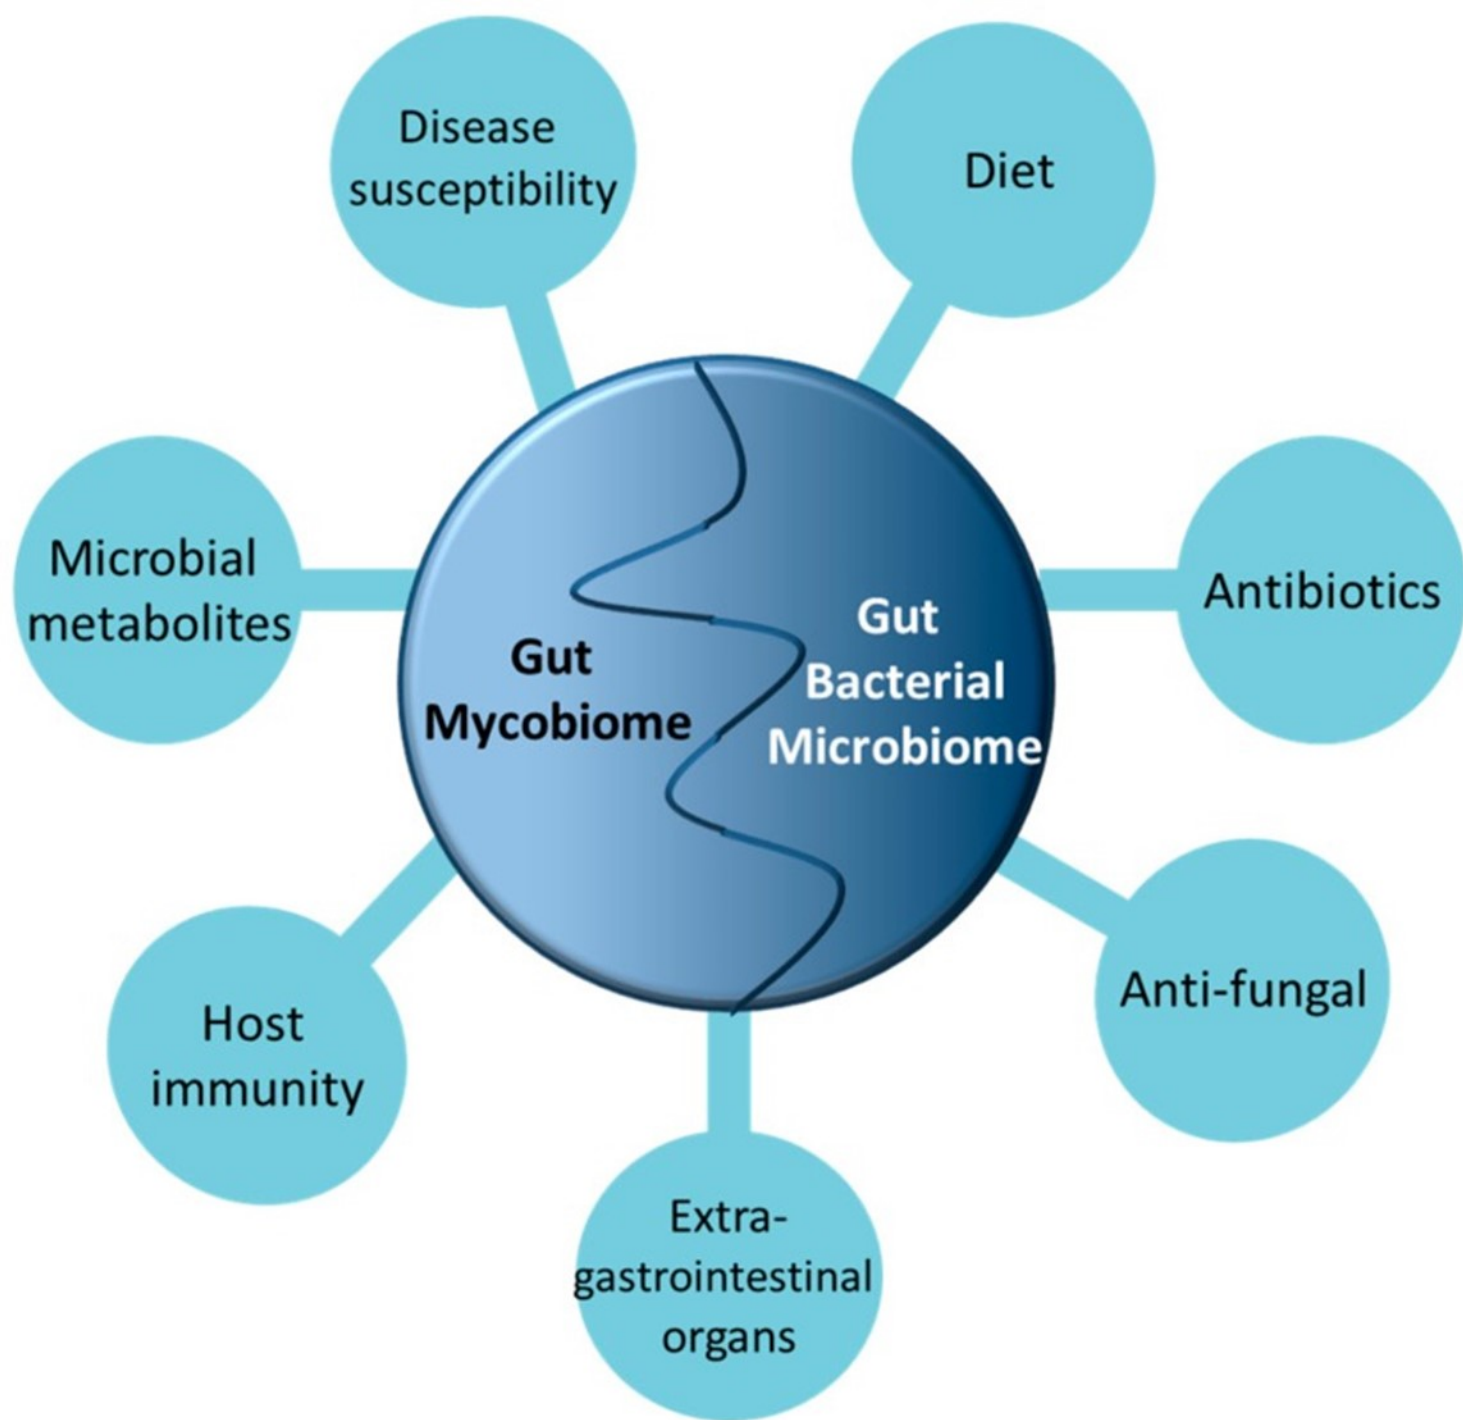 Disease
susceptibility
Diet
Microbial
metabolites
Antibiotics
Gut
Mycobiome
Gut
Bacterial
Microbiome
Host
immunity
Anti-fungal
Extra-
gastrointestinal
organs